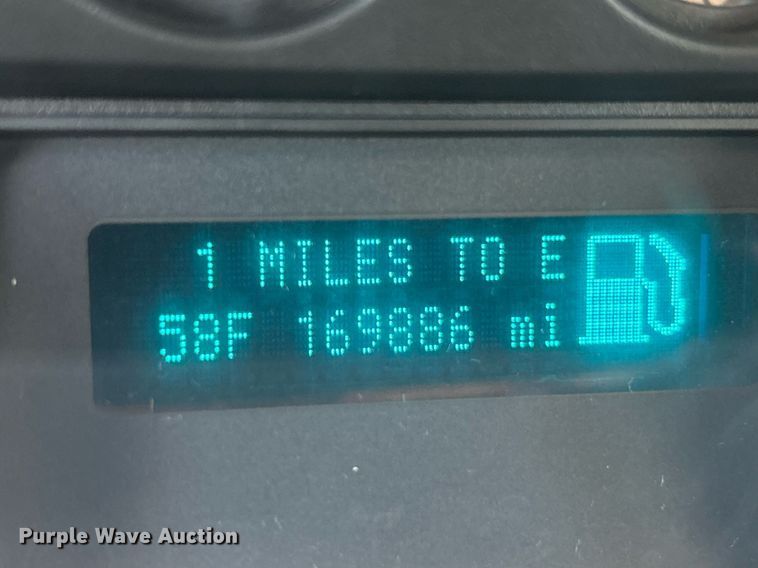 1 MILES TO E
58F 169886 mi
Purple Wave Auction